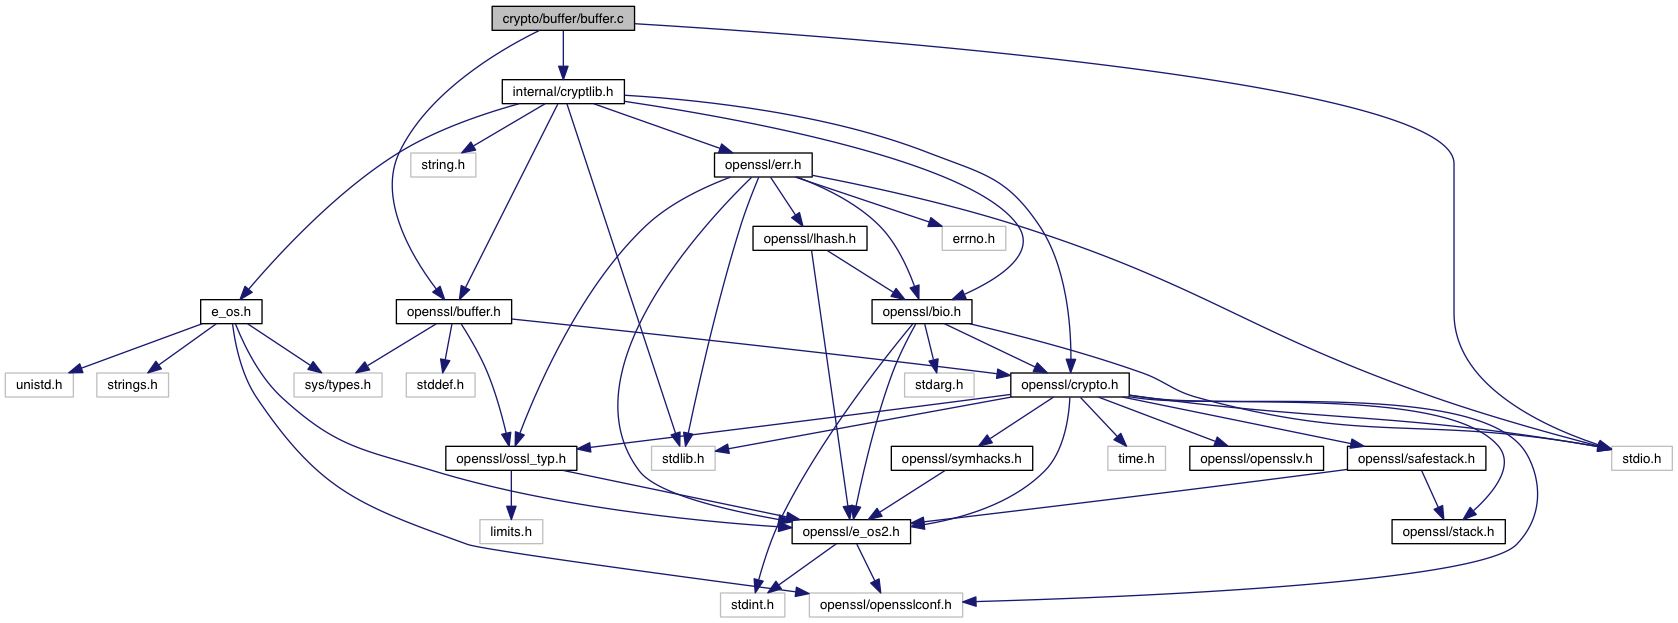 crypto/buffer/buffer.c
internal/cryptlib.h
string.h
openssl/err.h
openssl/lhash.h
errno.h
e_os.h
openssl/buffer.h
openssl/bio.h
unistd.h
strings.h
sys/types.h
stddef.h
stdarg.h
openssl/crypto.h
openssl/ossl_typ.h
stdlib.h
openssl/symhacks.h
time.h
openssl/opensslv.h
openssl/safestack.h
stdio.h
limits.h
openssl/e_os2.h
openssl/stack.h
stdint.h
openssl/opensslconf.h